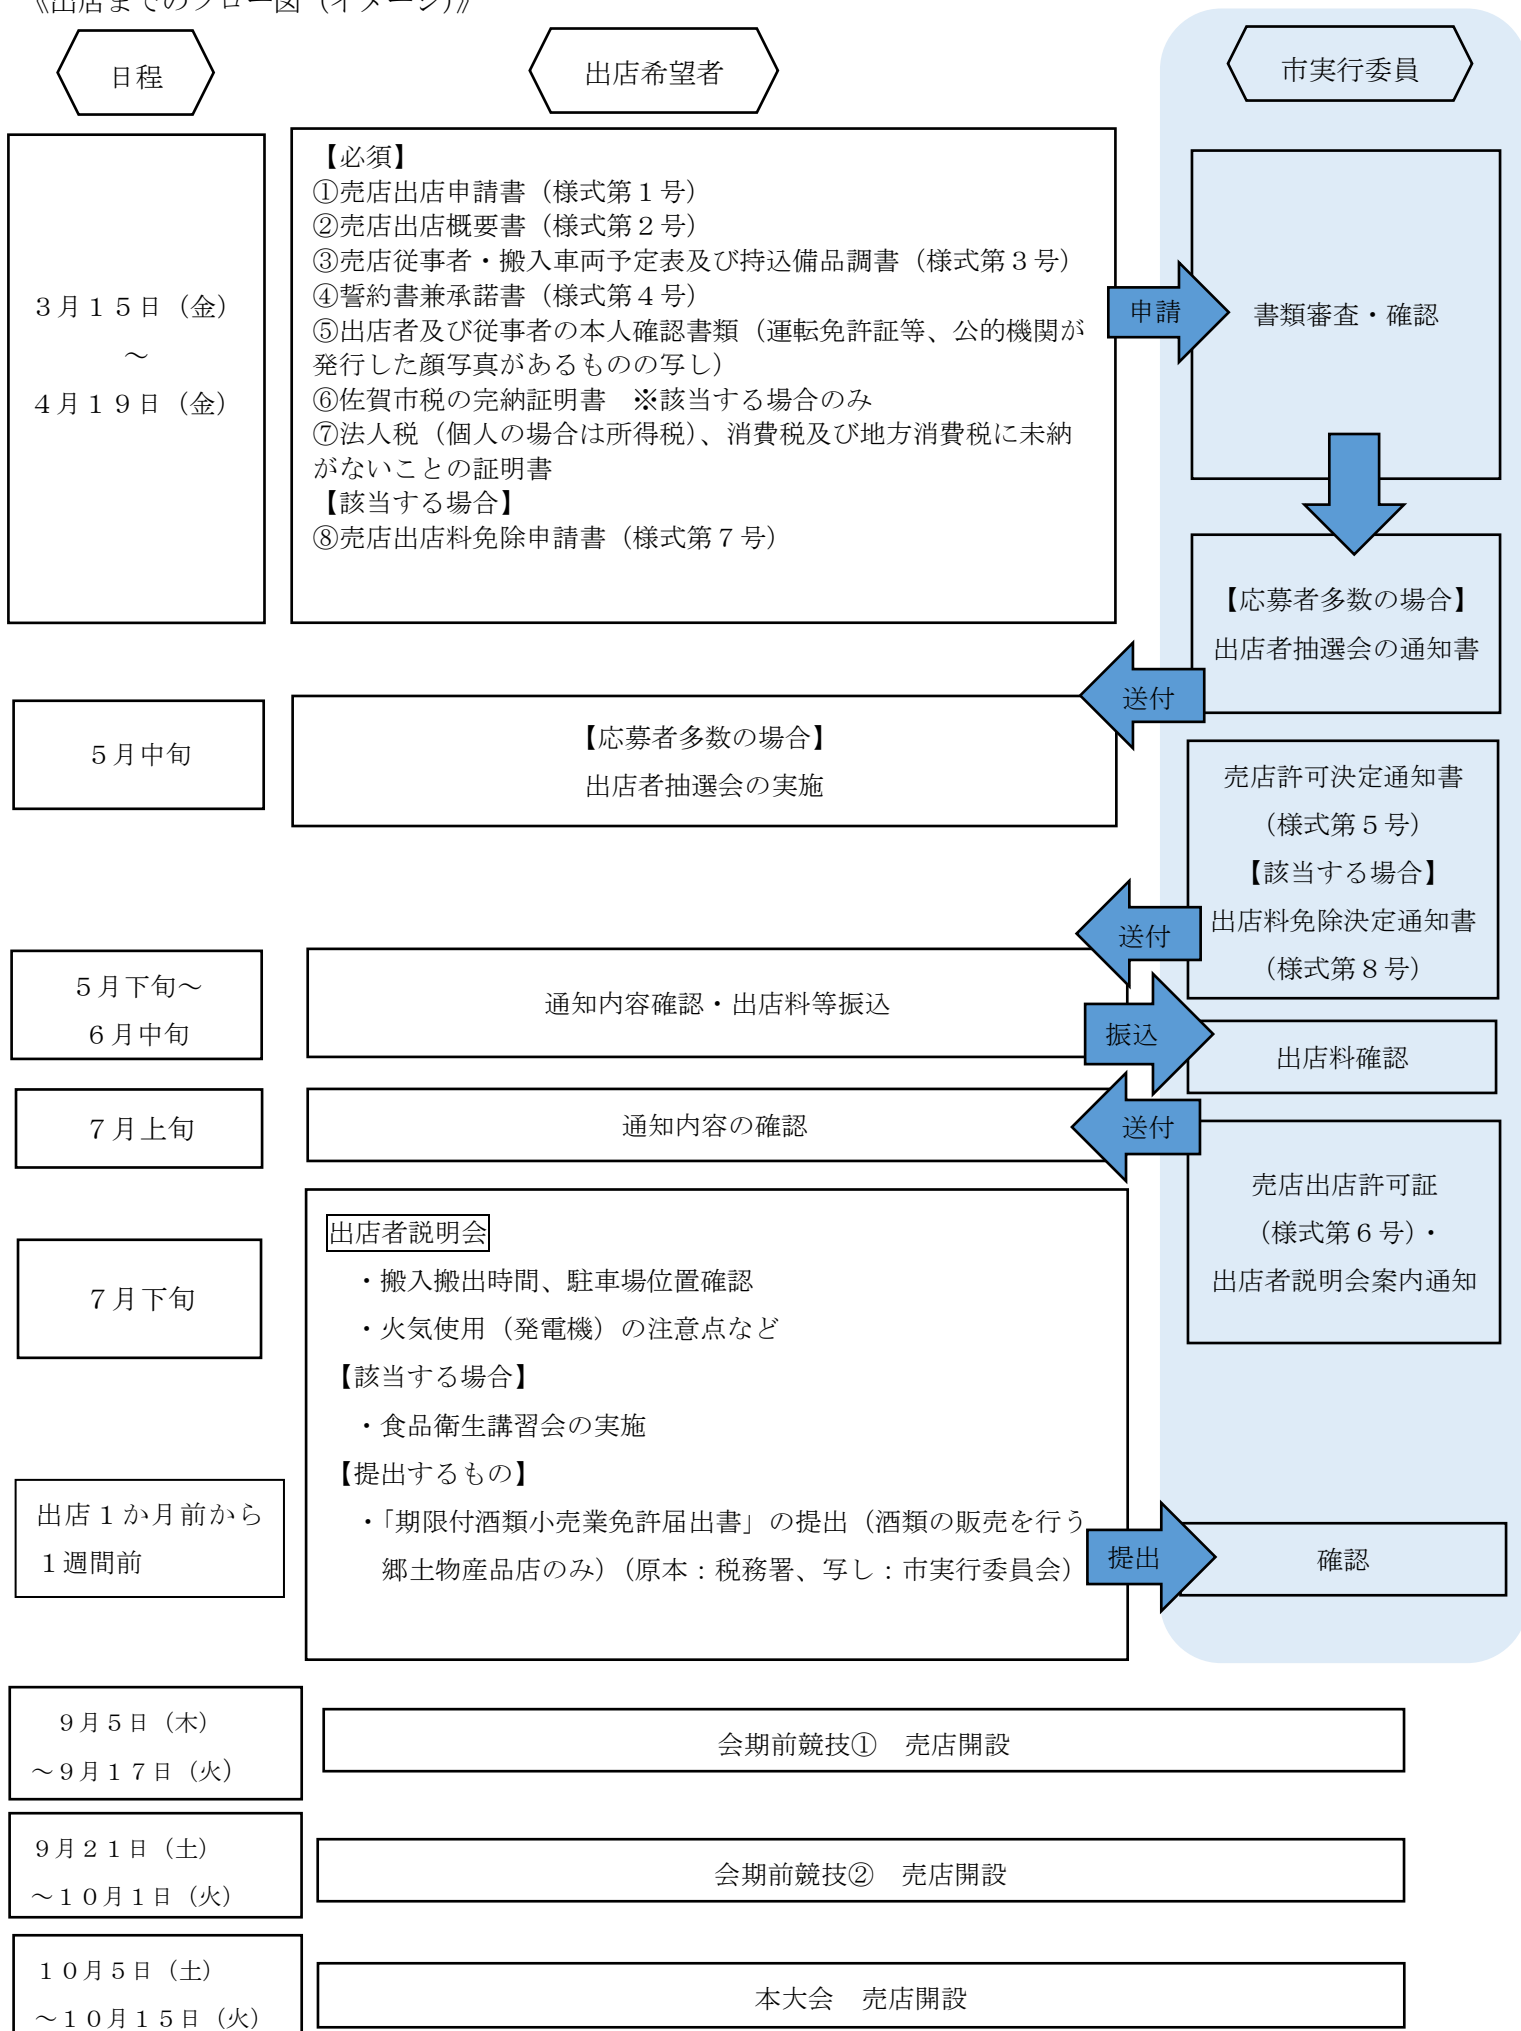 《出店までのフロー図（イメージ）》
日程
出店希望者
市実行委員
３月１５日（金）
～
４月１９日（金）
【必須】
①売店出店申請書（様式第１号）
②売店出店概要書（様式第２号）
③売店従事者・搬入車両予定表及び持込備品調書（様式第３号）
④誓約書兼承諾書（様式第４号）
⑤出店者及び従事者の本人確認書類（運転免許証等、公的機関が
発行した顔写真があるものの写し）
⑥佐賀市税の完納証明書　※該当する場合のみ
⑦法人税（個人の場合は所得税）、消費税及び地方消費税に未納
がないことの証明書
【該当する場合】
⑧売店出店料免除申請書（様式第７号）
申請
書類審査・確認
【応募者多数の場合】
出店者抽選会の通知書
送付
５月中旬
【応募者多数の場合】
出店者抽選会の実施
売店許可決定通知書
（様式第５号）
【該当する場合】
出店料免除決定通知書
（様式第８号）
送付
５月下旬～
６月中旬
通知内容確認・出店料等振込
振込
出店料確認
７月上旬
通知内容の確認
送付
売店出店許可証
（様式第６号）・
出店者説明会案内通知
７月下旬
出店者説明会
・搬入搬出時間、駐車場位置確認
・火気使用（発電機）の注意点など
【該当する場合】
・食品衛生講習会の実施
【提出するもの】
・「期限付酒類小売業免許届出書」の提出（酒類の販売を行う
郷土物産品店のみ）（原本：税務署、写し：市実行委員会）
出店１か月前から
１週間前
提出
確認
９月５日（木）
～９月１７日（火）
会期前競技①　売店開設
９月２１日（土）
～１０月１日（火）
会期前競技②　売店開設
１０月５日（土）
～１０月１５日（火）
本大会　売店開設